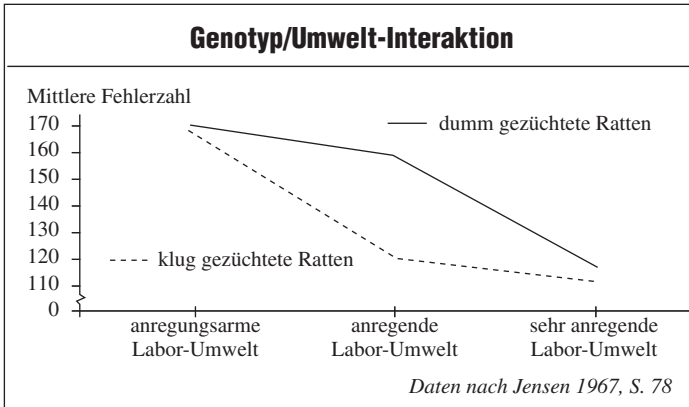 Genotyp/Umwelt-Interaktion
Mittlere Fehlerzahl
170
160
150
140
130
120
110
0
dumm gezüchtete Ratten
klug gezüchtete Ratten
anregungsarme
Labor-Umwelt
anregende
Labor-Umwelt
sehr anregende
Labor-Umwelt
Daten nach Jensen 1967, S. 78